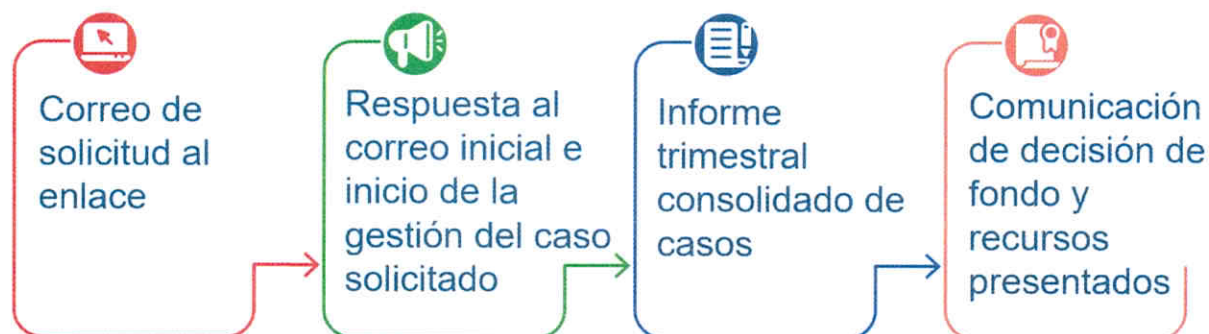 Correo de
solicitud al
enlace
Respuesta al
correo inicial e
inicio de la
gestión del caso
solicitado
Informe
trimestral
consolidado de
casos
Comunicación
de decisión de
fondo y
recursos
presentados